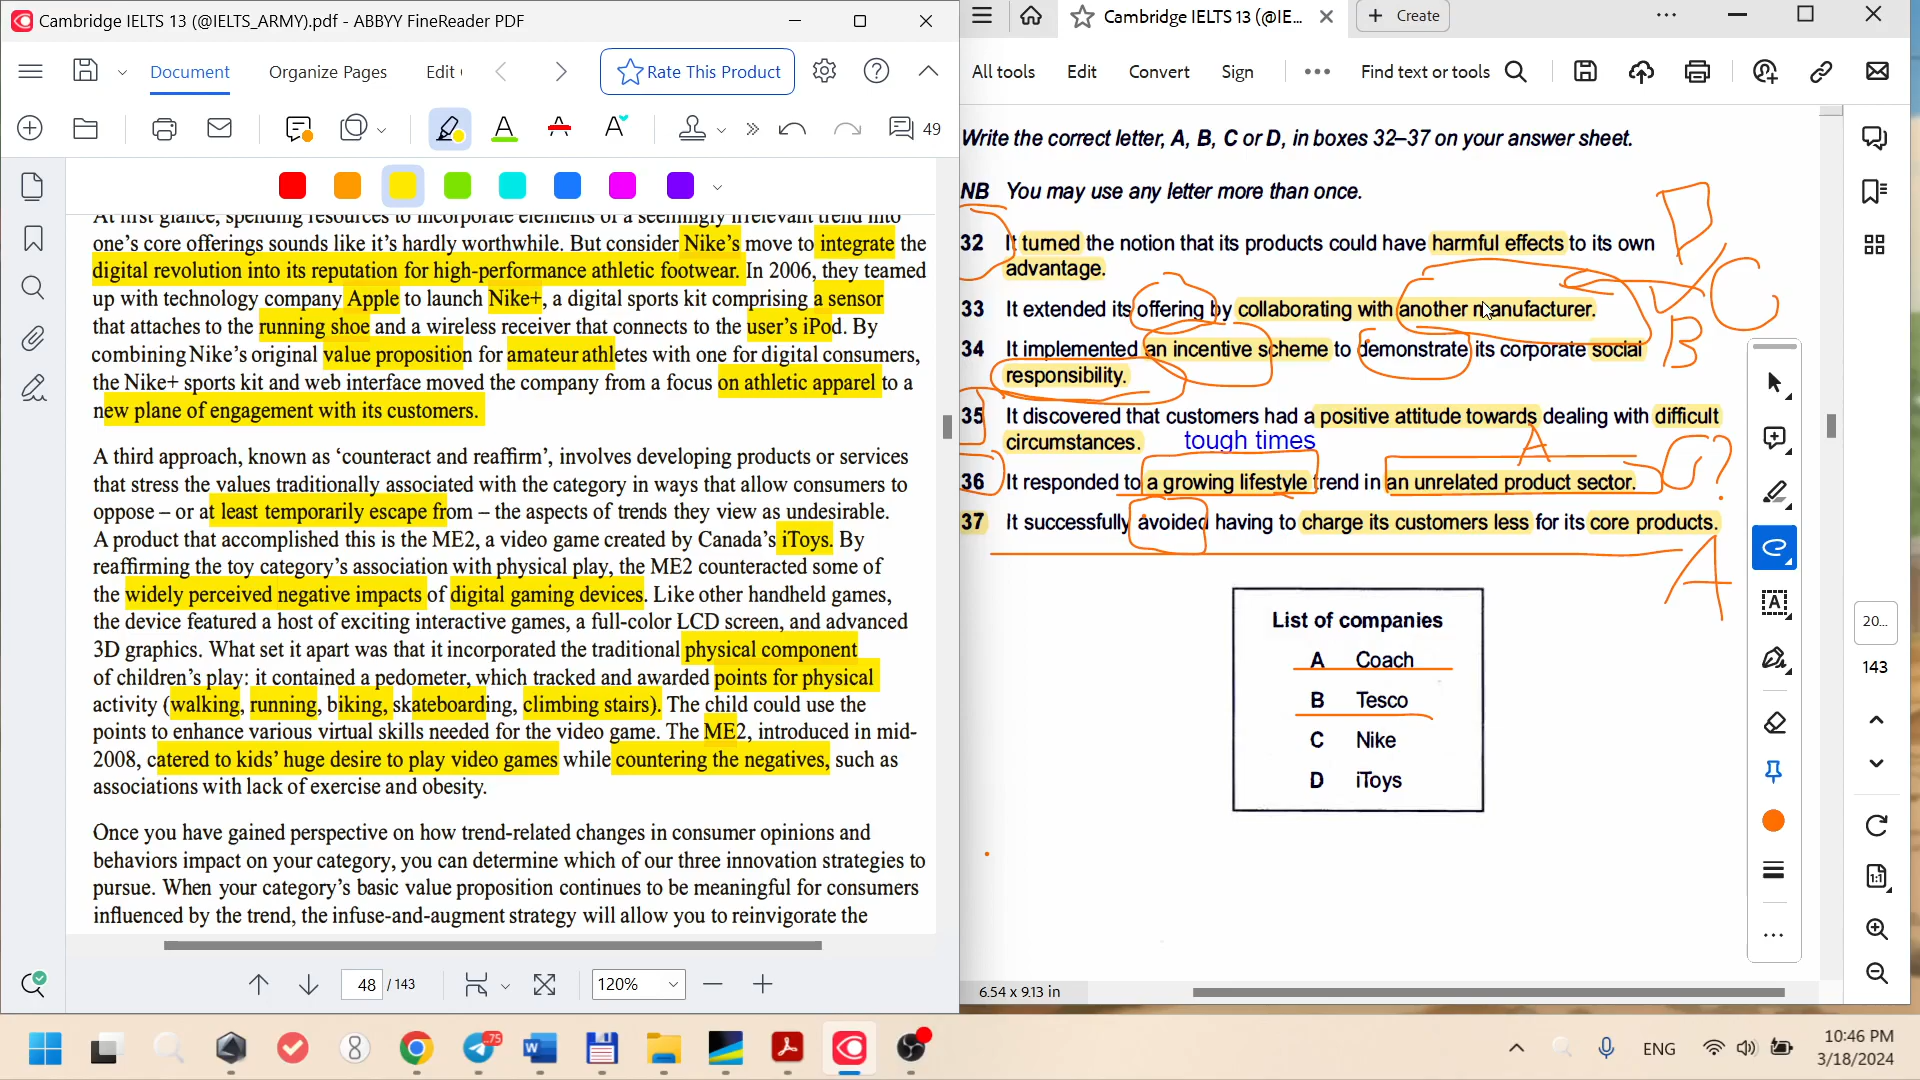 Cambridge IELTS 13 (@IELTS_ARMY).pdf - ABBYY FineReader PDF
Document
Organize Pages
Edit
Rate This Product
49
At first glance, spending resources to incorporate elements of a seemingly irrelevant trend into
one's core offerings sounds like it's hardly worthwhile. But consider Nike's move to integrate the
digital revolution into its reputation for high-performance athletic footwear. In 2006, they teamed
up with technology company Apple to launch Nike+, a digital sports kit comprising a sensor
that attaches to the running shoe and a wireless receiver that connects to the user's iPod. By
combining Nike's original value proposition for amateur athletes with one for digital consumers,
the Nike+ sports kit and web interface moved the company from a focus on athletic apparel to a
new plane of engagement with its customers.
A third approach, known as 'counteract and reaffirm', involves developing products or services
that stress the values traditionally associated with the category in ways that allow consumers to
oppose – or at least temporarily escape from – the aspects of trends they view as undesirable.
A product that accomplished this is the ME2, a video game created by Canada's iToys. By
reaffirming the toy category's association with physical play, the ME2 counteracted some of
the widely perceived negative impacts of digital gaming devices. Like other handheld games,
the device featured a host of exciting interactive games, a full-color LCD screen, and advanced
3D graphics. What set it apart was that it incorporated the traditional physical component
of children's play: it contained a pedometer, which tracked and awarded points for physical
activity (walking, running, biking, skateboarding, climbing stairs). The child could use the
points to enhance various virtual skills needed for the video game. The ME2, introduced in mid-
2008, catered to kids' huge desire to play video games while countering the negatives, such as
associations with lack of exercise and obesity.
Once you have gained perspective on how trend-related changes in consumer opinions and
behaviors impact on your category, you can determine which of our three innovation strategies to
pursue. When your category's basic value proposition continues to be meaningful for consumers
influenced by the trend, the infuse-and-augment strategy will allow you to reinvigorate the
48 / 143
120%
Cambridge IELTS 13 (@IE...
Create
All tools
Edit
Convert
Sign
Find text or tools
Write the correct letter, A, B, C or D, in boxes 32–37 on your answer sheet.
NB You may use any letter more than once.
32 It turned the notion that its products could have harmful effects to its own
advantage.
D
33 It extended its offering by collaborating with another manufacturer.
C
34 It implemented an incentive scheme to demonstrate its corporate social
responsibility.
B
35 It discovered that customers had a positive attitude towards dealing with difficult
circumstances.
tough times
A
36 It responded to a growing lifestyle trend in an unrelated product sector.
?
37 It successfully avoided having to charge its customers less for its core products.
A
List of companies
A Coach
B Tesco
C Nike
D iToys
20...
143
1:1
6.54 x 9.13 in
75
ENG
10:46 PM
3/18/2024